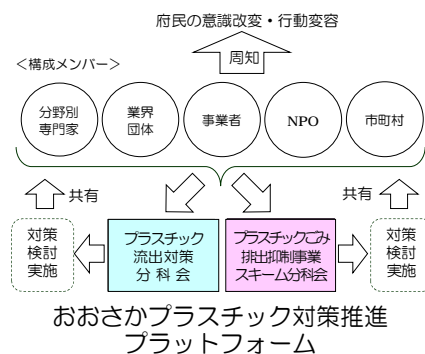 府民の意識改変・行動変容
周知
＜構成メンバー＞
分野別
専門家
業界
団体
事業者
NPO
市町村
共有
共有
対策
検討
実施
プラスチック
流出対策
分科会
プラスチックごみ
排出抑制事業
スキーム分科会
対策
検討
実施
おおさかプラスチック対策推進
プラットフォーム